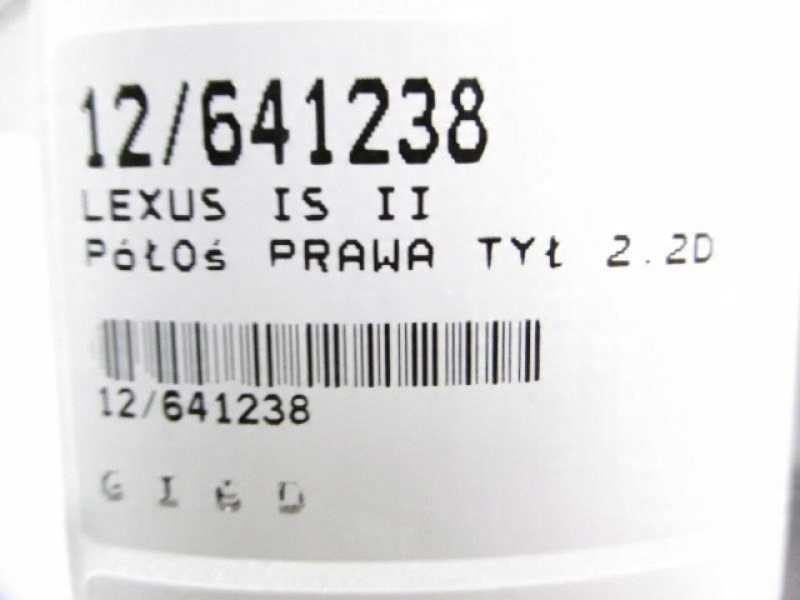 12/641238
LEXUS IS II
PÓŁOś PRAWA TYł 2.2D
12/641238